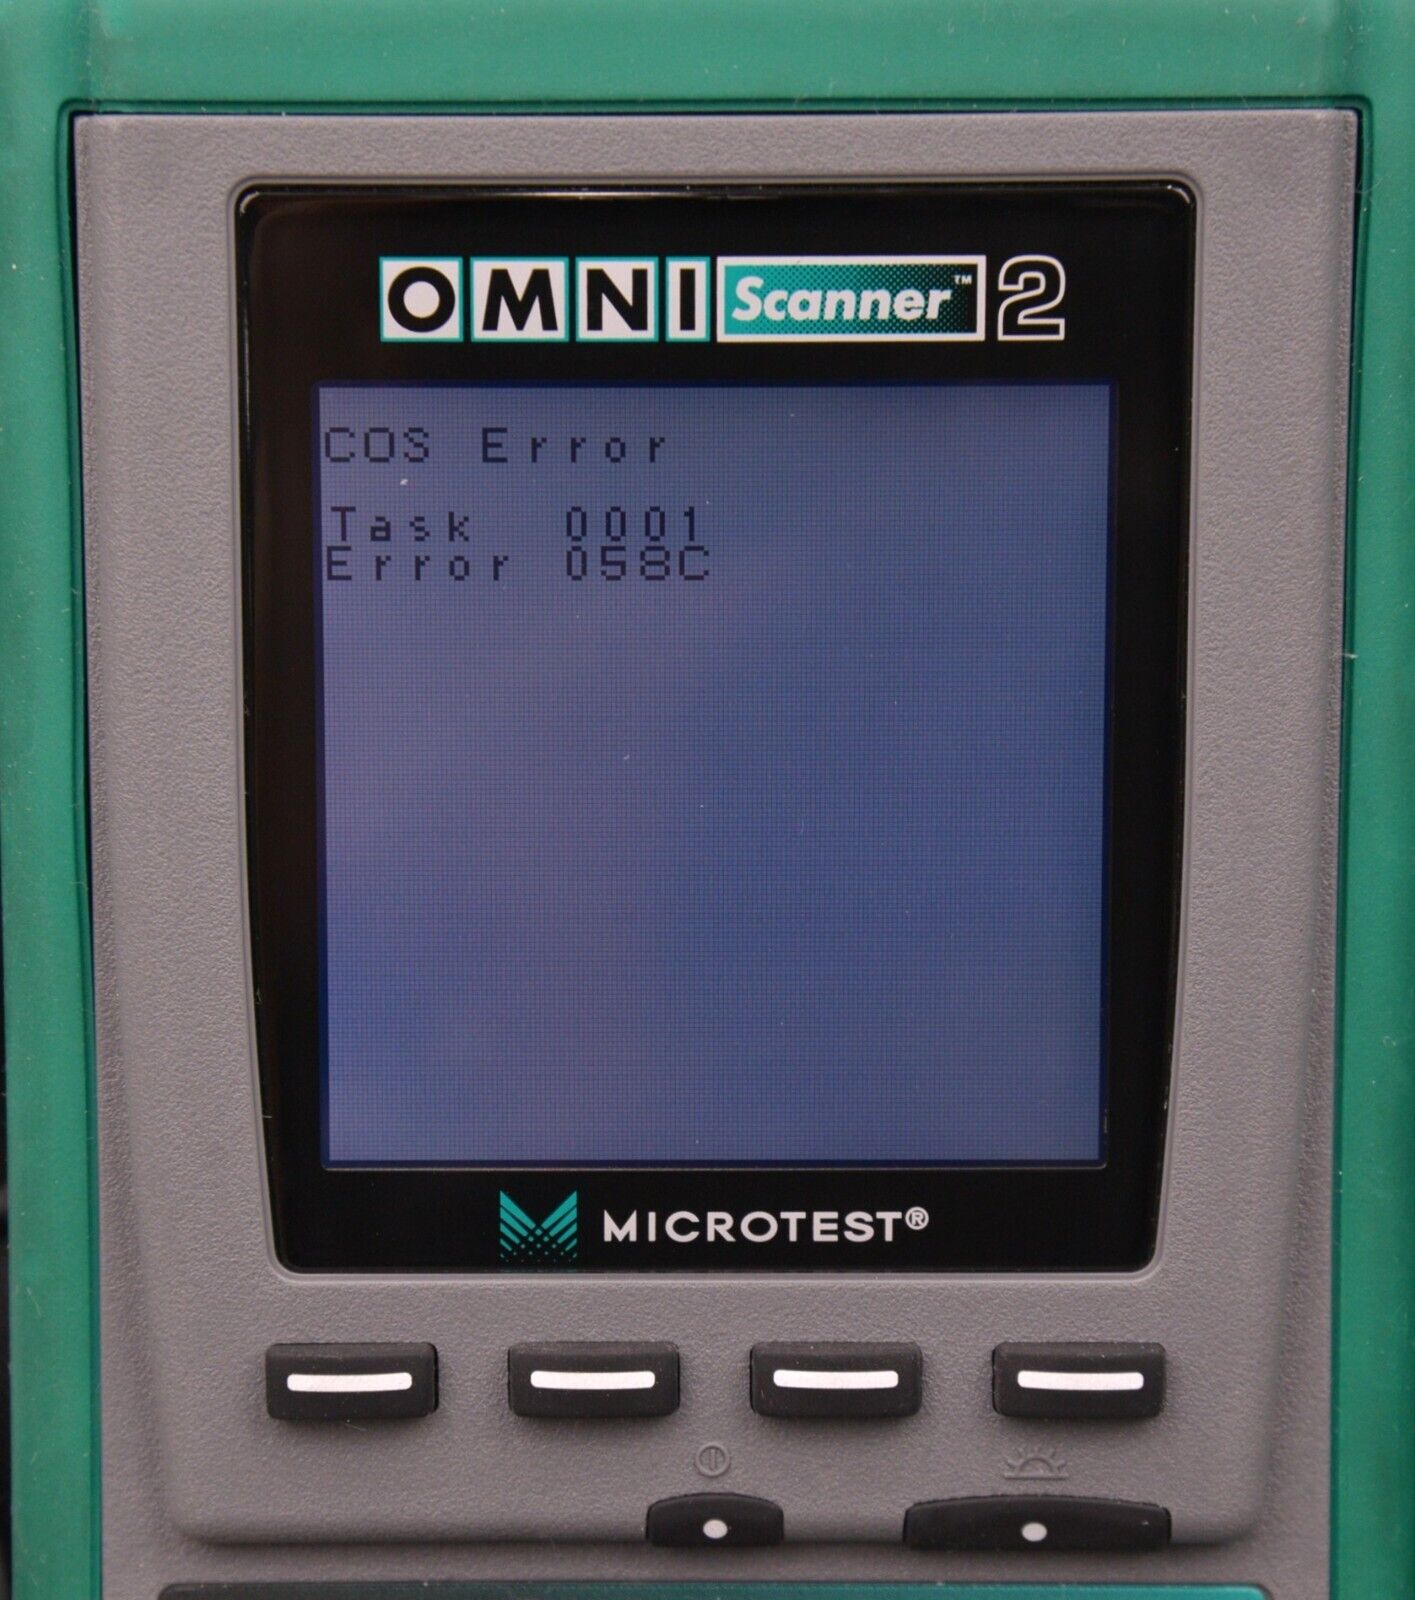 OMNI Scanner™ 2
COS Error
Task 0001
Error 058C
MICROTEST®